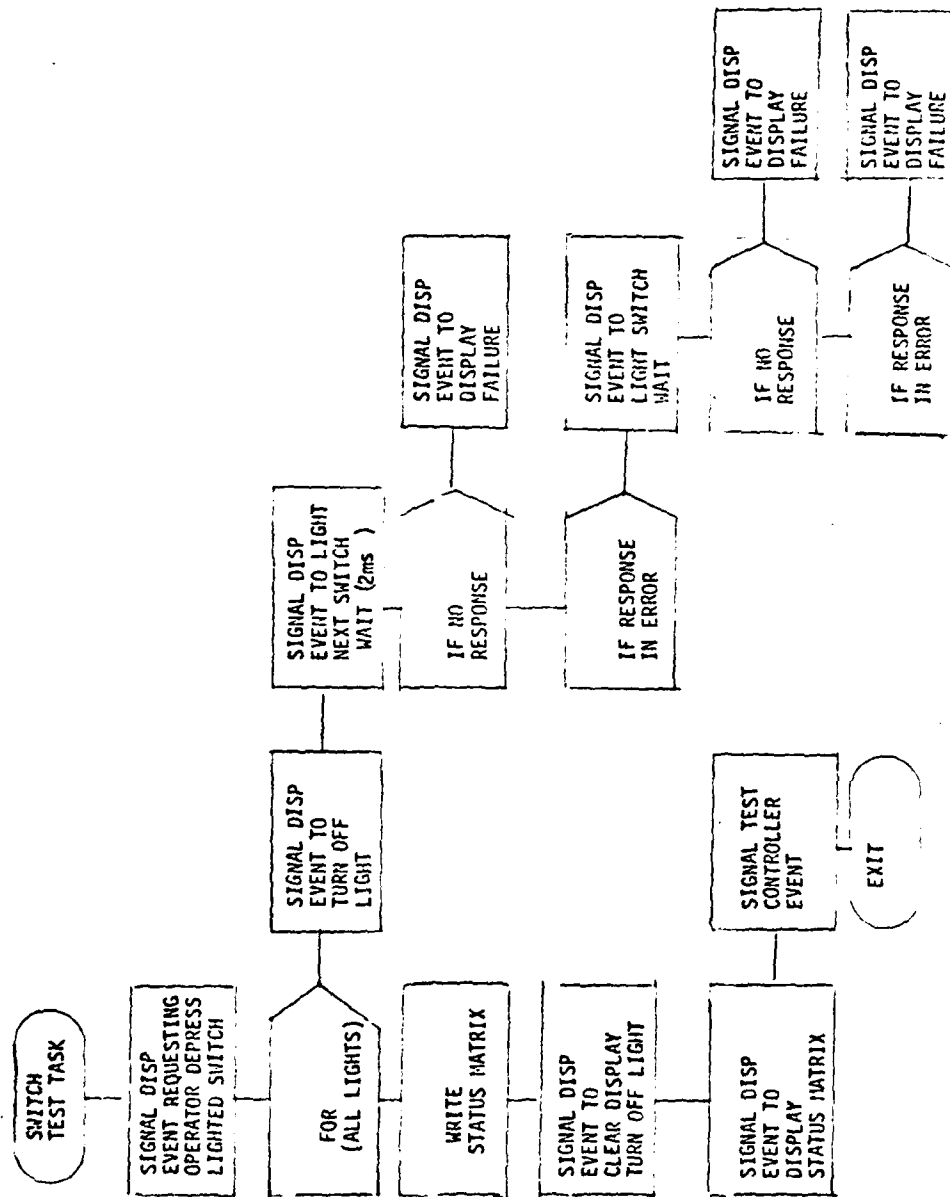 SWITCH
TEST TASK
SIGNAL DISP
EVENT REQUESTING
OPERATOR DEPRESS
LIGHTED SWITCH
FOR
(ALL LIGHTS)
SIGNAL DISP
EVENT TO
TURN OFF
LIGHT
SIGNAL DISP
EVENT TO LIGHT
NEXT SWITCH
WAIT (2ms )
IF NO
RESPONSE
SIGNAL DISP
EVENT TO
DISPLAY
FAILURE
IF RESPONSE
IN ERROR
SIGNAL DISP
EVENT TO
LIGHT SWITCH
WAIT
IF NO
RESPONSE
SIGNAL DISP
EVENT TO
DISPLAY
FAILURE
IF RESPONSE
IN ERROR
SIGNAL DISP
EVENT TO
DISPLAY
FAILURE
WRITE
STATUS MATRIX
SIGNAL DISP
EVENT TO
CLEAR DISPLAY
TURN OFF LIGHT
SIGNAL DISP
EVENT TO
DISPLAY
STATUS MATRIX
SIGNAL TEST
CONTROLLER
EVENT
EXIT